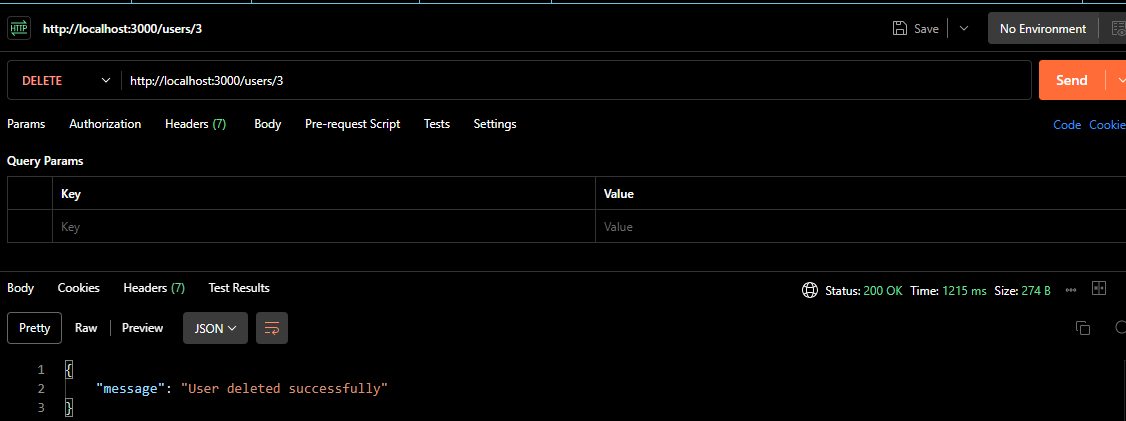 HTTP http://localhost:3000/users/3 Save No Environment
DELETE http://localhost:3000/users/3 Send
Params Authorization Headers (7) Body Pre-request Script Tests Settings Code Cookie
Query Params
Key Value
Key Value
Body Cookies Headers (7) Test Results Status: 200 OK Time: 1215 ms Size: 274 B
Pretty Raw Preview JSON
1 {
2 "message": "User deleted successfully"
3 }